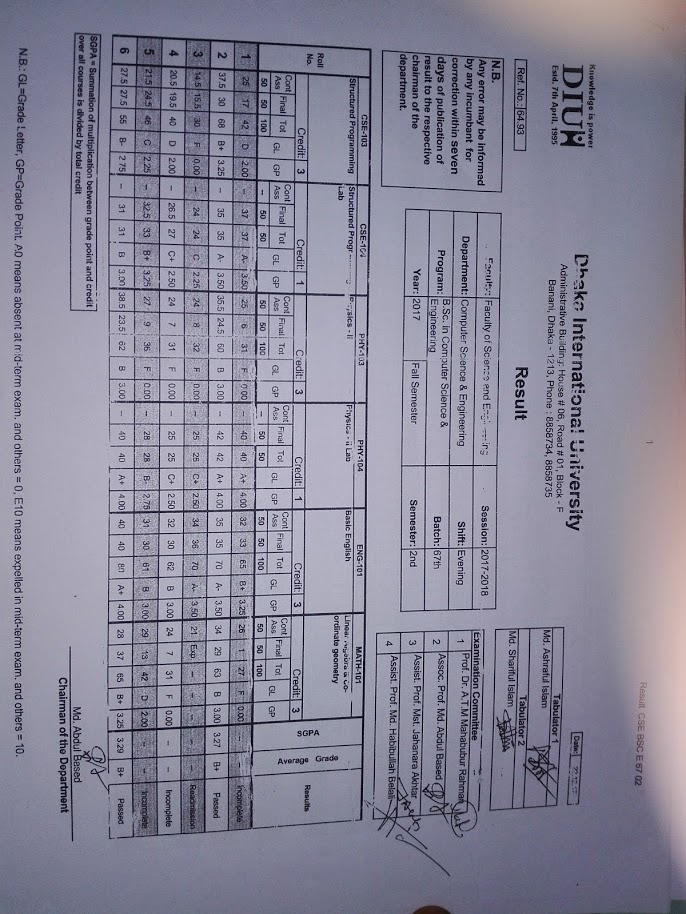 1
Result CSE BSC E 67 02
Knowledge is power
DIU
Estd. 7th April, 1995
Dhaka International University
Administrative Building: House # 06, Road # 01, Block - F
Banani, Dhaka - 1213, Phone : 8858734, 8858735
Result
Date:
Tabulator 1
Md. Ashraful Islam
Tabulator 2
Md. Shariful Islam
Ref. No.: 64.93
N.B.
Any error may be informed
by any incumbant for
correction within seven
days of publication of
result to the respective
chairman of the
department.
Faculty: Faculty of Science and Engineering
Session: 2017-2018
Department: Computer Science & Engineering
Shift: Evening
Program: B.Sc. in Computer Science &
Engineering
Batch: 67th
Year: 2017 Fall Semester
Semester: 2nd
Examination Committee
1 Prof. Dr. A.T.M Mahabubur Rahman
2 Assoc. Prof. Md. Abdul Based
3 Assist. Prof. Mst. Jahanara Akhtar
4 Assist. Prof. Md. Habibullah Belali
CSE-103 CSE-104 PHY-103 PHY-104 ENG-101 MATH-101
Structured Programming
Structured Programming
Lab
Physics - II
Physics - II Lab
Basic English
Linear Algebra & Co-
ordinate geometry
Roll
No.
SGPA
Average Grade
Results
Credit: 3 Credit: 1 Credit: 3 Credit: 1 Credit: 3 Credit: 3
Cont Ass Final Tot GL GP Cont Ass Final Tot GL GP Cont Ass Final Tot GL GP Cont Ass Final Tot GL GP Cont Ass Final Tot GL GP Cont Ass Final Tot GL GP
50 50 100 -- 50 50 50 50 100 -- 50 50 50 50 100 50 50 100
1 25 17 42 D 2.00 -- 37 37 A- 3.50 25 6 31 F 0.00 -- 40 40 A+ 4.00 32 33 65 B+ 3.25 26 1 27 F 0.00 -- -- Incomplete
2 37.5 30 68 B+ 3.25 -- 35 35 A- 3.50 35.5 24.5 60 B 3.00 -- 42 42 A+ 4.00 35 35 70 A- 3.50 34 29 63 B 3.00 3.27 B+ Passed
3 14.5 15.5 30 F 0.00 -- 24 24 C 2.25 24 8 32 F 0.00 -- 25 25 C+ 2.50 34 36 70 A- 3.50 21 Exp -- -- -- -- -- Readmission
4 20.5 19.5 40 D 2.00 -- 26.5 27 C+ 2.50 24 7 31 F 0.00 -- 25 25 C+ 2.50 32 30 62 B 3.00 24 7 31 F 0.00 -- -- Incomplete
5 21.5 24.5 46 C 2.25 -- 32.5 33 B+ 3.25 27 9 36 F 0.00 -- 28 28 B- 2.75 31 30 61 B 3.00 29 13 42 D 2.00 -- -- Incomplete
6 27.5 27.5 55 B- 2.75 -- 31 31 B 3.00 38.5 23.5 62 B 3.00 -- 40 40 A+ 4.00 40 40 80 A+ 4.00 28 37 65 B+ 3.25 3.29 B+ Passed
SGPA = Summation of multiplication between grade point and credit
over all courses is divided by total credit
Md. Abdul Based
Chairman of the Department
N.B.: GL=Grade Letter, GP=Grade Point. A0 means absent at mid-term exam. and others = 0, E10 means expelled in mid-term exam. and others = 10.